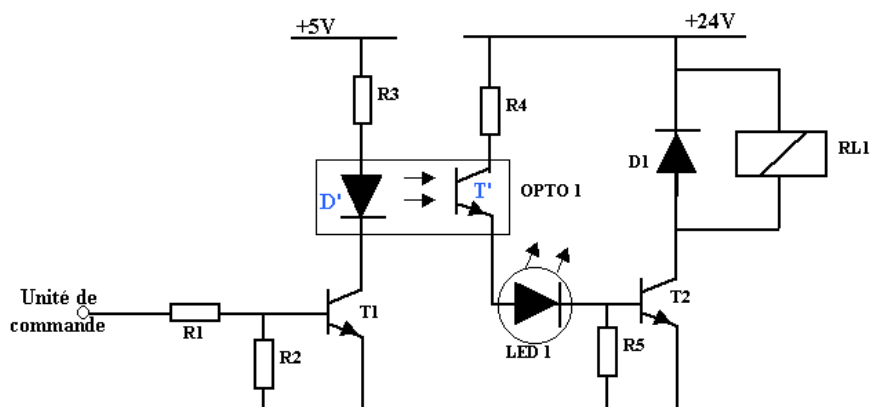 +5V
+24V
R3
R4
D1
RL1
D'
T'
OPTO 1
Unité de
commande
R1
T1
R2
LED 1
R5
T2